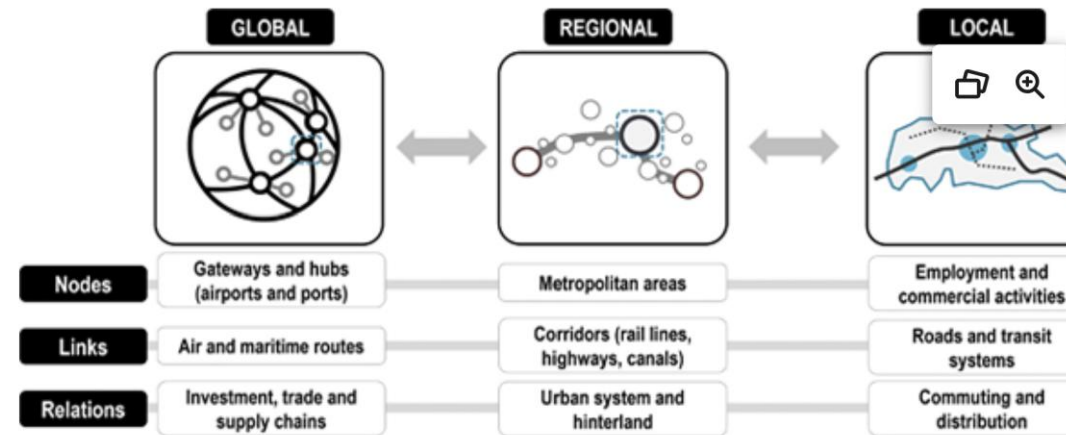 GLOBAL
REGIONAL
LOCAL
Nodes
Gateways and hubs
(airports and ports)
Metropolitan areas
Employment and
commercial activities
Links
Air and maritime routes
Corridors (rail lines,
highways, canals)
Roads and transit
systems
Relations
Investment, trade and
supply chains
Urban system and
hinterland
Commuting and
distribution